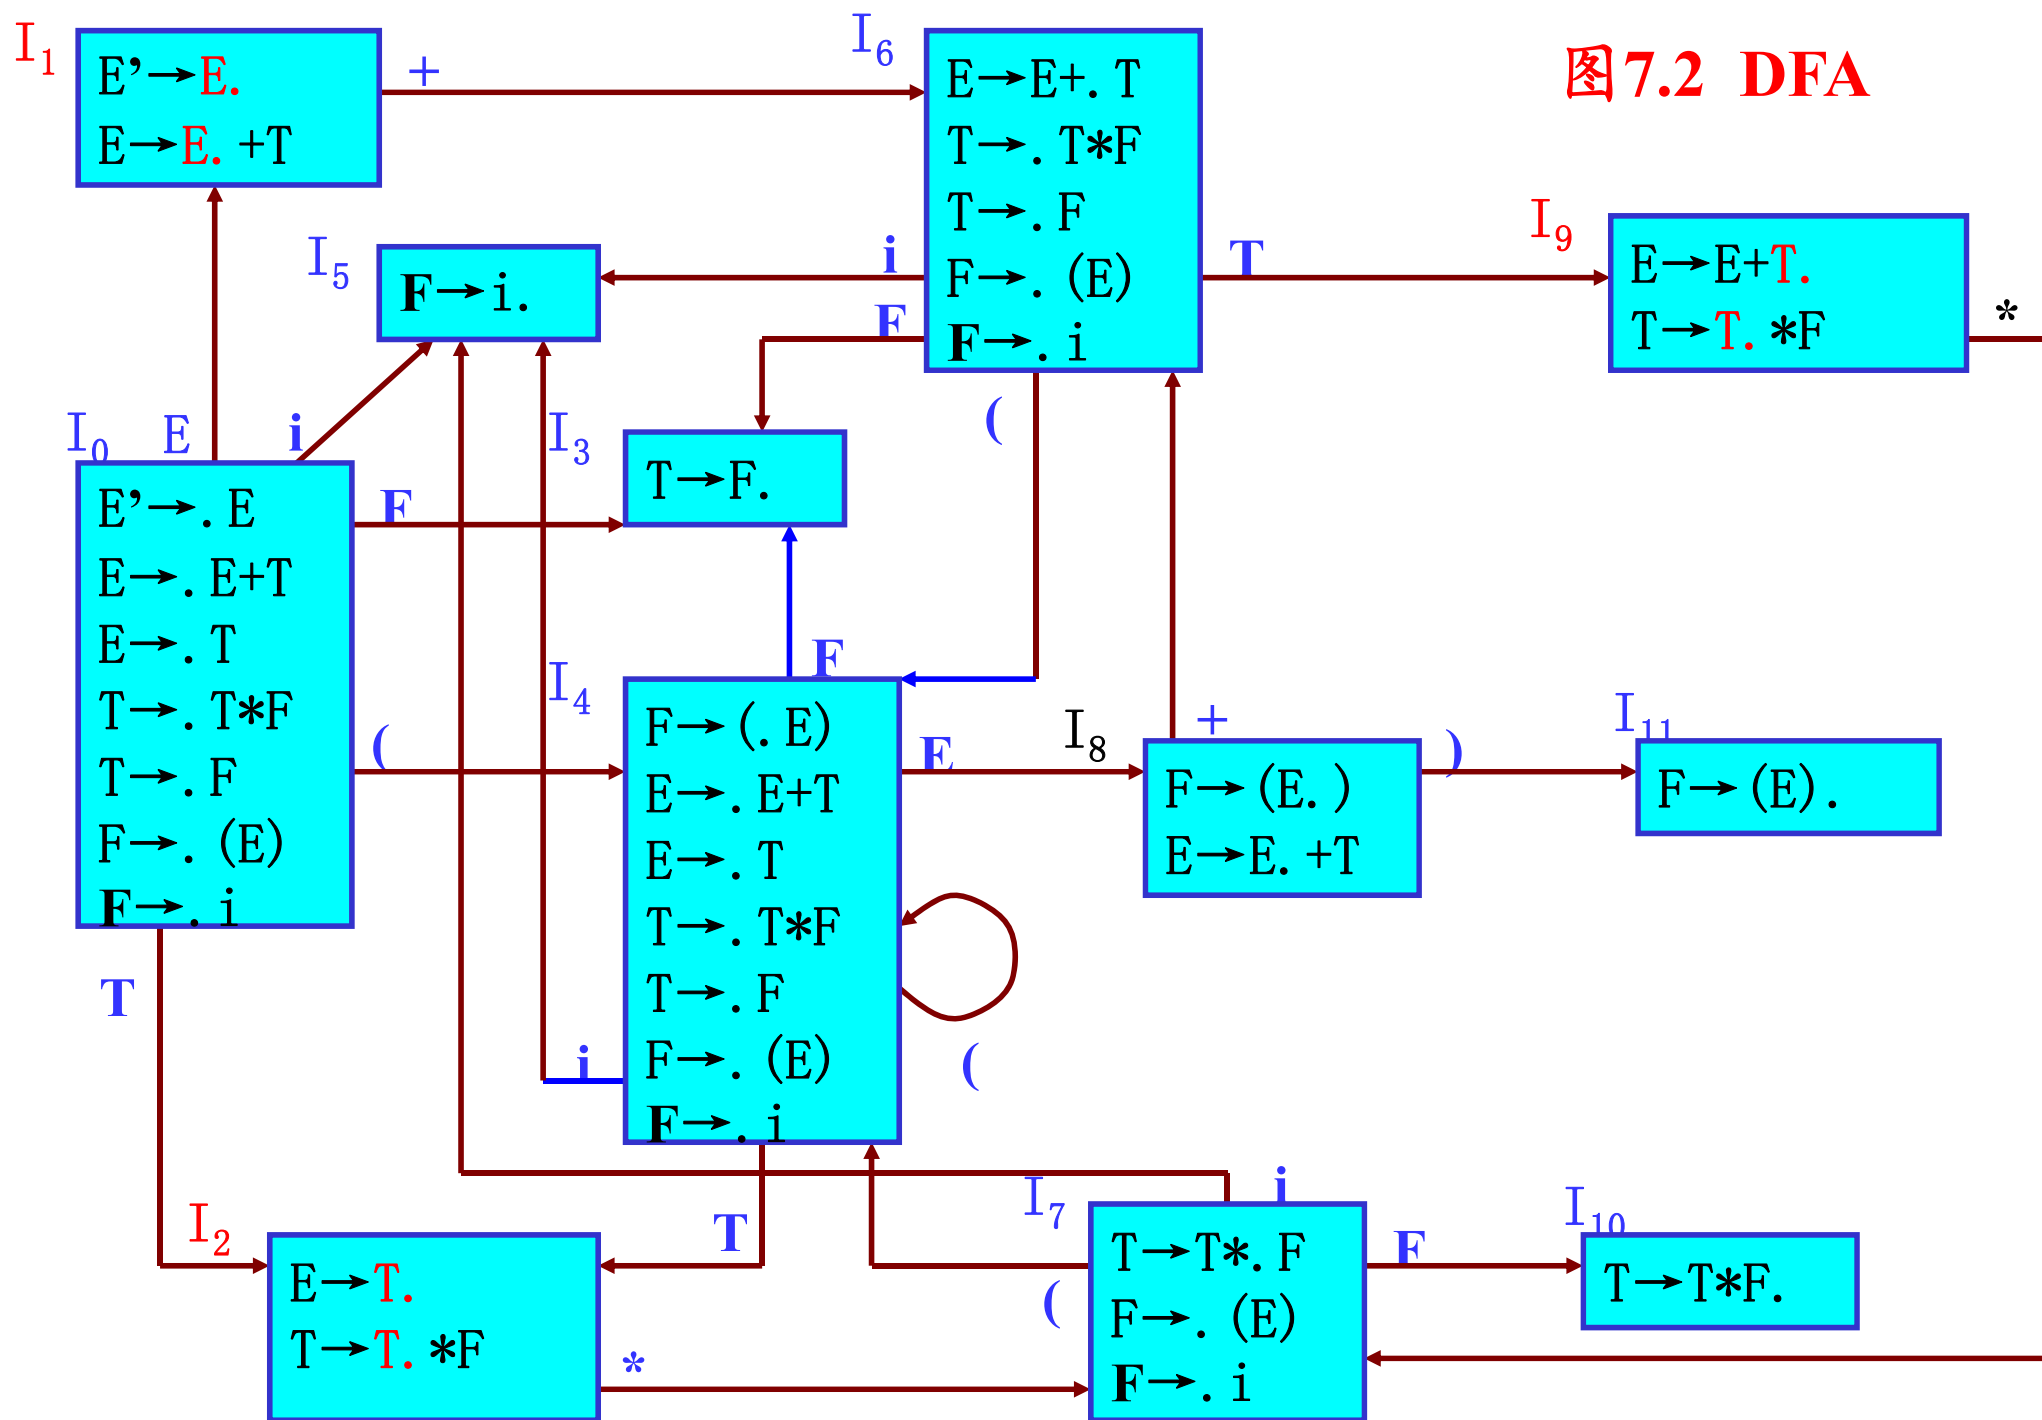 图7.2 DFA
I1
E’→E.
E→E.+T
+
I6
E→E+.T
T→.T*F
T→.F
F→.(E)
F→.i
i
F
T
(
I9
E→E+T.
T→T.*F
*
I5
F→i.
I0
E
i
E’→.E
E→.E+T
E→.T
T→.T*F
T→.F
F→.(E)
F→.i
F
(
T
I3
T→F.
F
I4
F→(.E)
E→.E+T
E→.T
T→.T*F
T→.F
F→.(E)
F→.i
E
(
i
T
I8
F→(E.)
E→E.+T
+
)
I11
F→(E).
I2
E→T.
T→T.*F
*
I7
T→T*.F
F→.(E)
F→.i
i
(
F
I10
T→T*F.